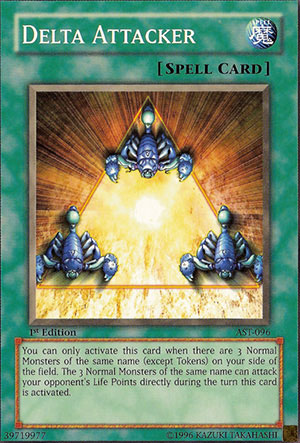 DELTA ATTACKER
SPELL
魔
[SPELL CARD]
1st Edition
AST-096
You can only activate this card when there are 3 Normal
Monsters of the same name (except Tokens) on your side
of the field. The 3 Normal Monsters of the same name can attack
your opponent's Life Points directly during the turn this card
is activated.
39719977
©1996 KAZUKI TAKAHASHI